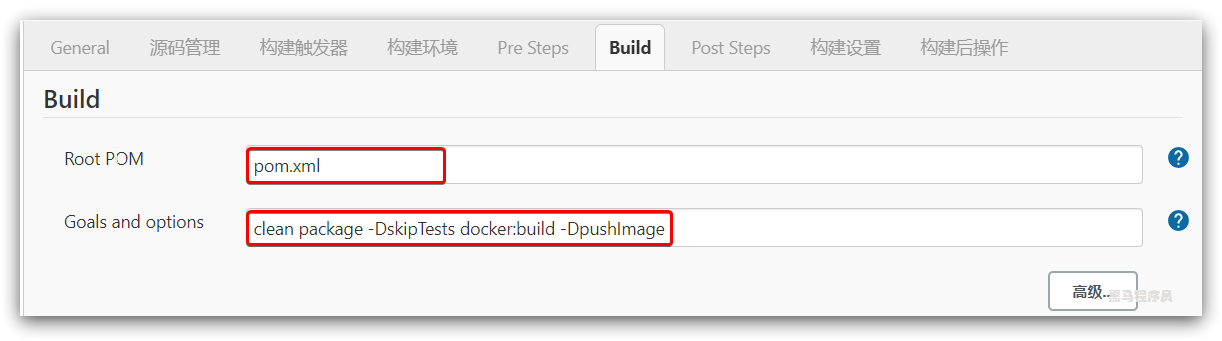 General 源码管理 构建触发器 构建环境 Pre Steps Build Post Steps 构建设置 构建后操作
Build
Root POM
pom.xml
Goals and options
clean package -DskipTests docker:build -DpushImage
高级..
黑马程序员